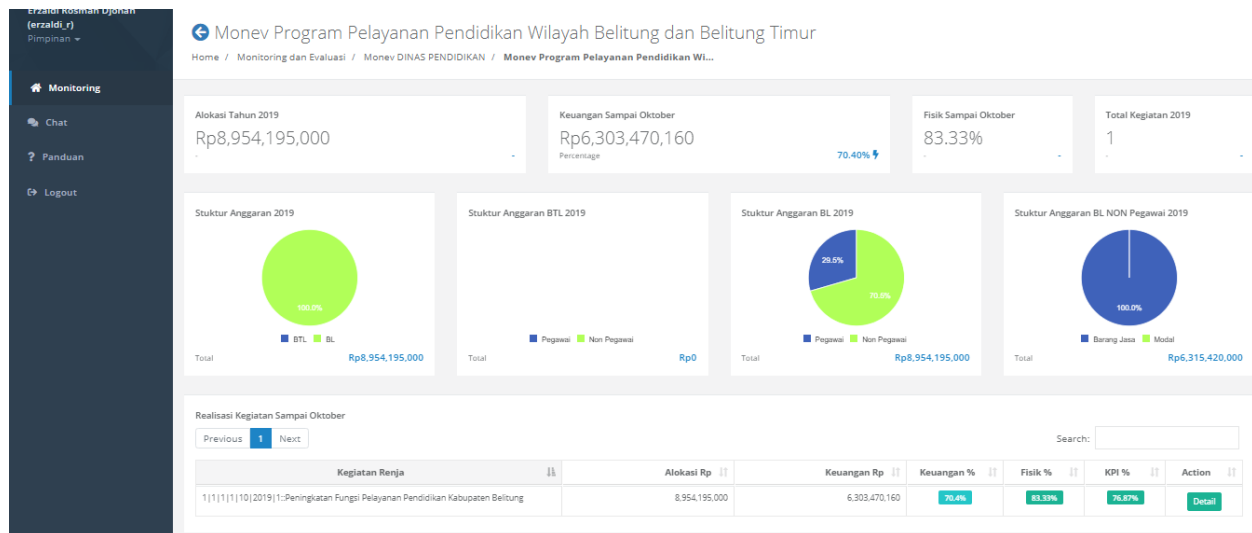 Erzaldi Rosman Djohan
(erzaldi_r)
Pimpinan
Monitoring
Chat
Panduan
Logout
Monev Program Pelayanan Pendidikan Wilayah Belitung dan Belitung Timur
Home / Monitoring dan Evaluasi / Monev DINAS PENDIDIKAN / Monev Program Pelayanan Pendidikan Wi...
Alokasi Tahun 2019
Rp8,954,195,000
-
-
Keuangan Sampai Oktober
Rp6,303,470,160
Percentage
70.40%
Fisik Sampai Oktober
83.33%
-
-
Total Kegiatan 2019
1
-
-
Stuktur Anggaran 2019
100.0%
BTL BL
Total Rp8,954,195,000
Stuktur Anggaran BTL 2019
Pegawai Non Pegawai
Total Rp0
Stuktur Anggaran BL 2019
29.5%
70.5%
Pegawai Non Pegawai
Total Rp8,954,195,000
Stuktur Anggaran BL NON Pegawai 2019
100.0%
Barang Jasa Modal
Total Rp6,315,420,000
Realisasi Kegiatan Sampai Oktober
Previous 1 Next
Search:
Kegiatan Renja Alokasi Rp Keuangan Rp Keuangan % Fisik % KPI % Action
1|1|1|1|10|2019|1::Peningkatan Fungsi Pelayanan Pendidikan Kabupaten Belitung 8,954,195,000 6,303,470,160 70.4% 83.33% 76.87% Detail